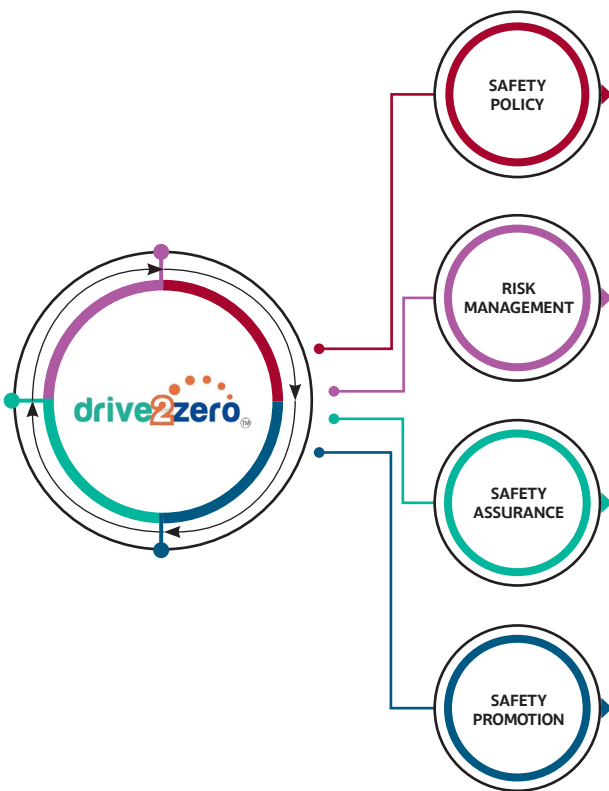 SAFETY
POLICY
RISK
MANAGEMENT
drive2zero
TM
SAFETY
ASSURANCE
SAFETY
PROMOTION